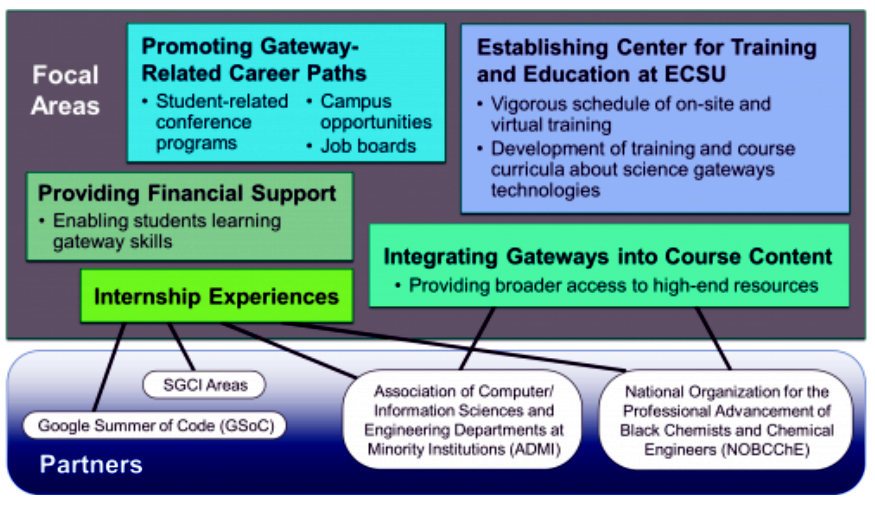 Focal
Areas
Promoting Gateway-
Related Career Paths
• Student-related
conference
programs
• Campus
opportunities
• Job boards
Establishing Center for Training
and Education at ECSU
• Vigorous schedule of on-site and
virtual training
• Development of training and course
curricula about science gateways
technologies
Providing Financial Support
• Enabling students learning
gateway skills
Integrating Gateways into Course Content
• Providing broader access to high-end resources
Internship Experiences
SGCI Areas
Google Summer of Code (GSoC)
Association of Computer/
Information Sciences and
Engineering Departments at
Minority Institutions (ADMI)
National Organization for the
Professional Advancement of
Black Chemists and Chemical
Engineers (NOBCChE)
Partners